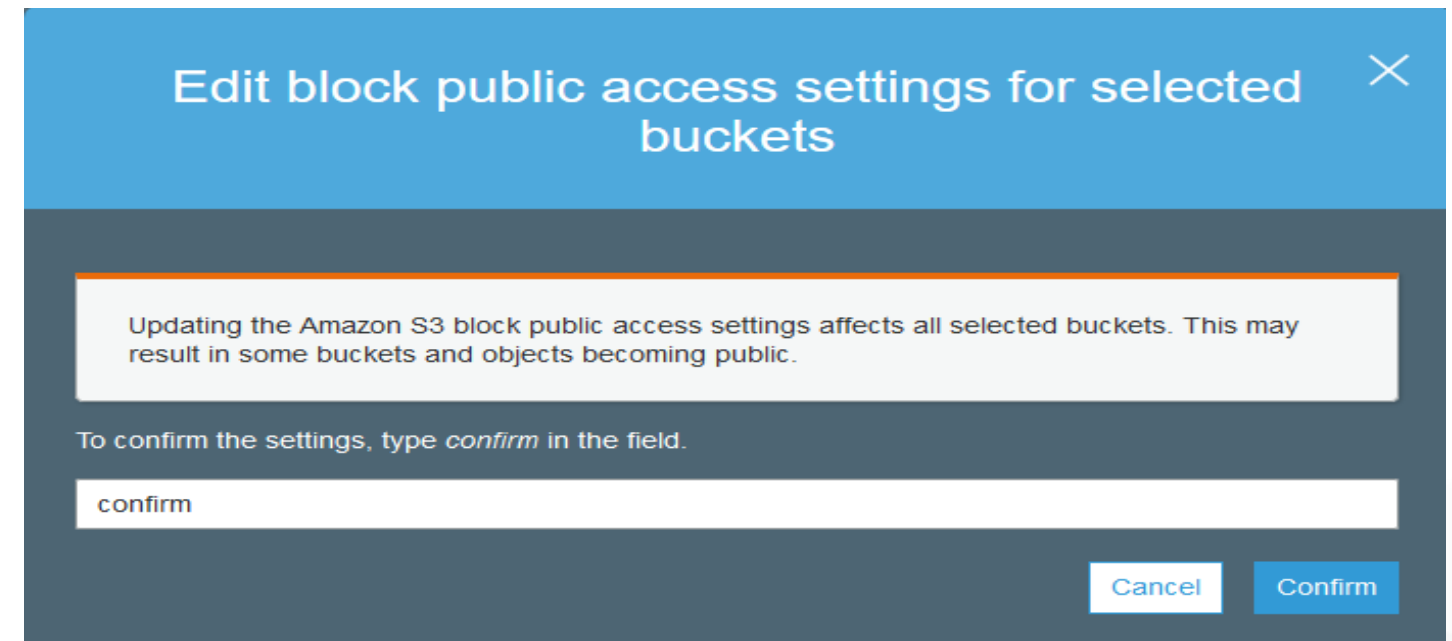 Edit block public access settings for selected
buckets
Updating the Amazon S3 block public access settings affects all selected buckets. This may
result in some buckets and objects becoming public.
To confirm the settings, type confirm in the field.
confirm
Cancel Confirm